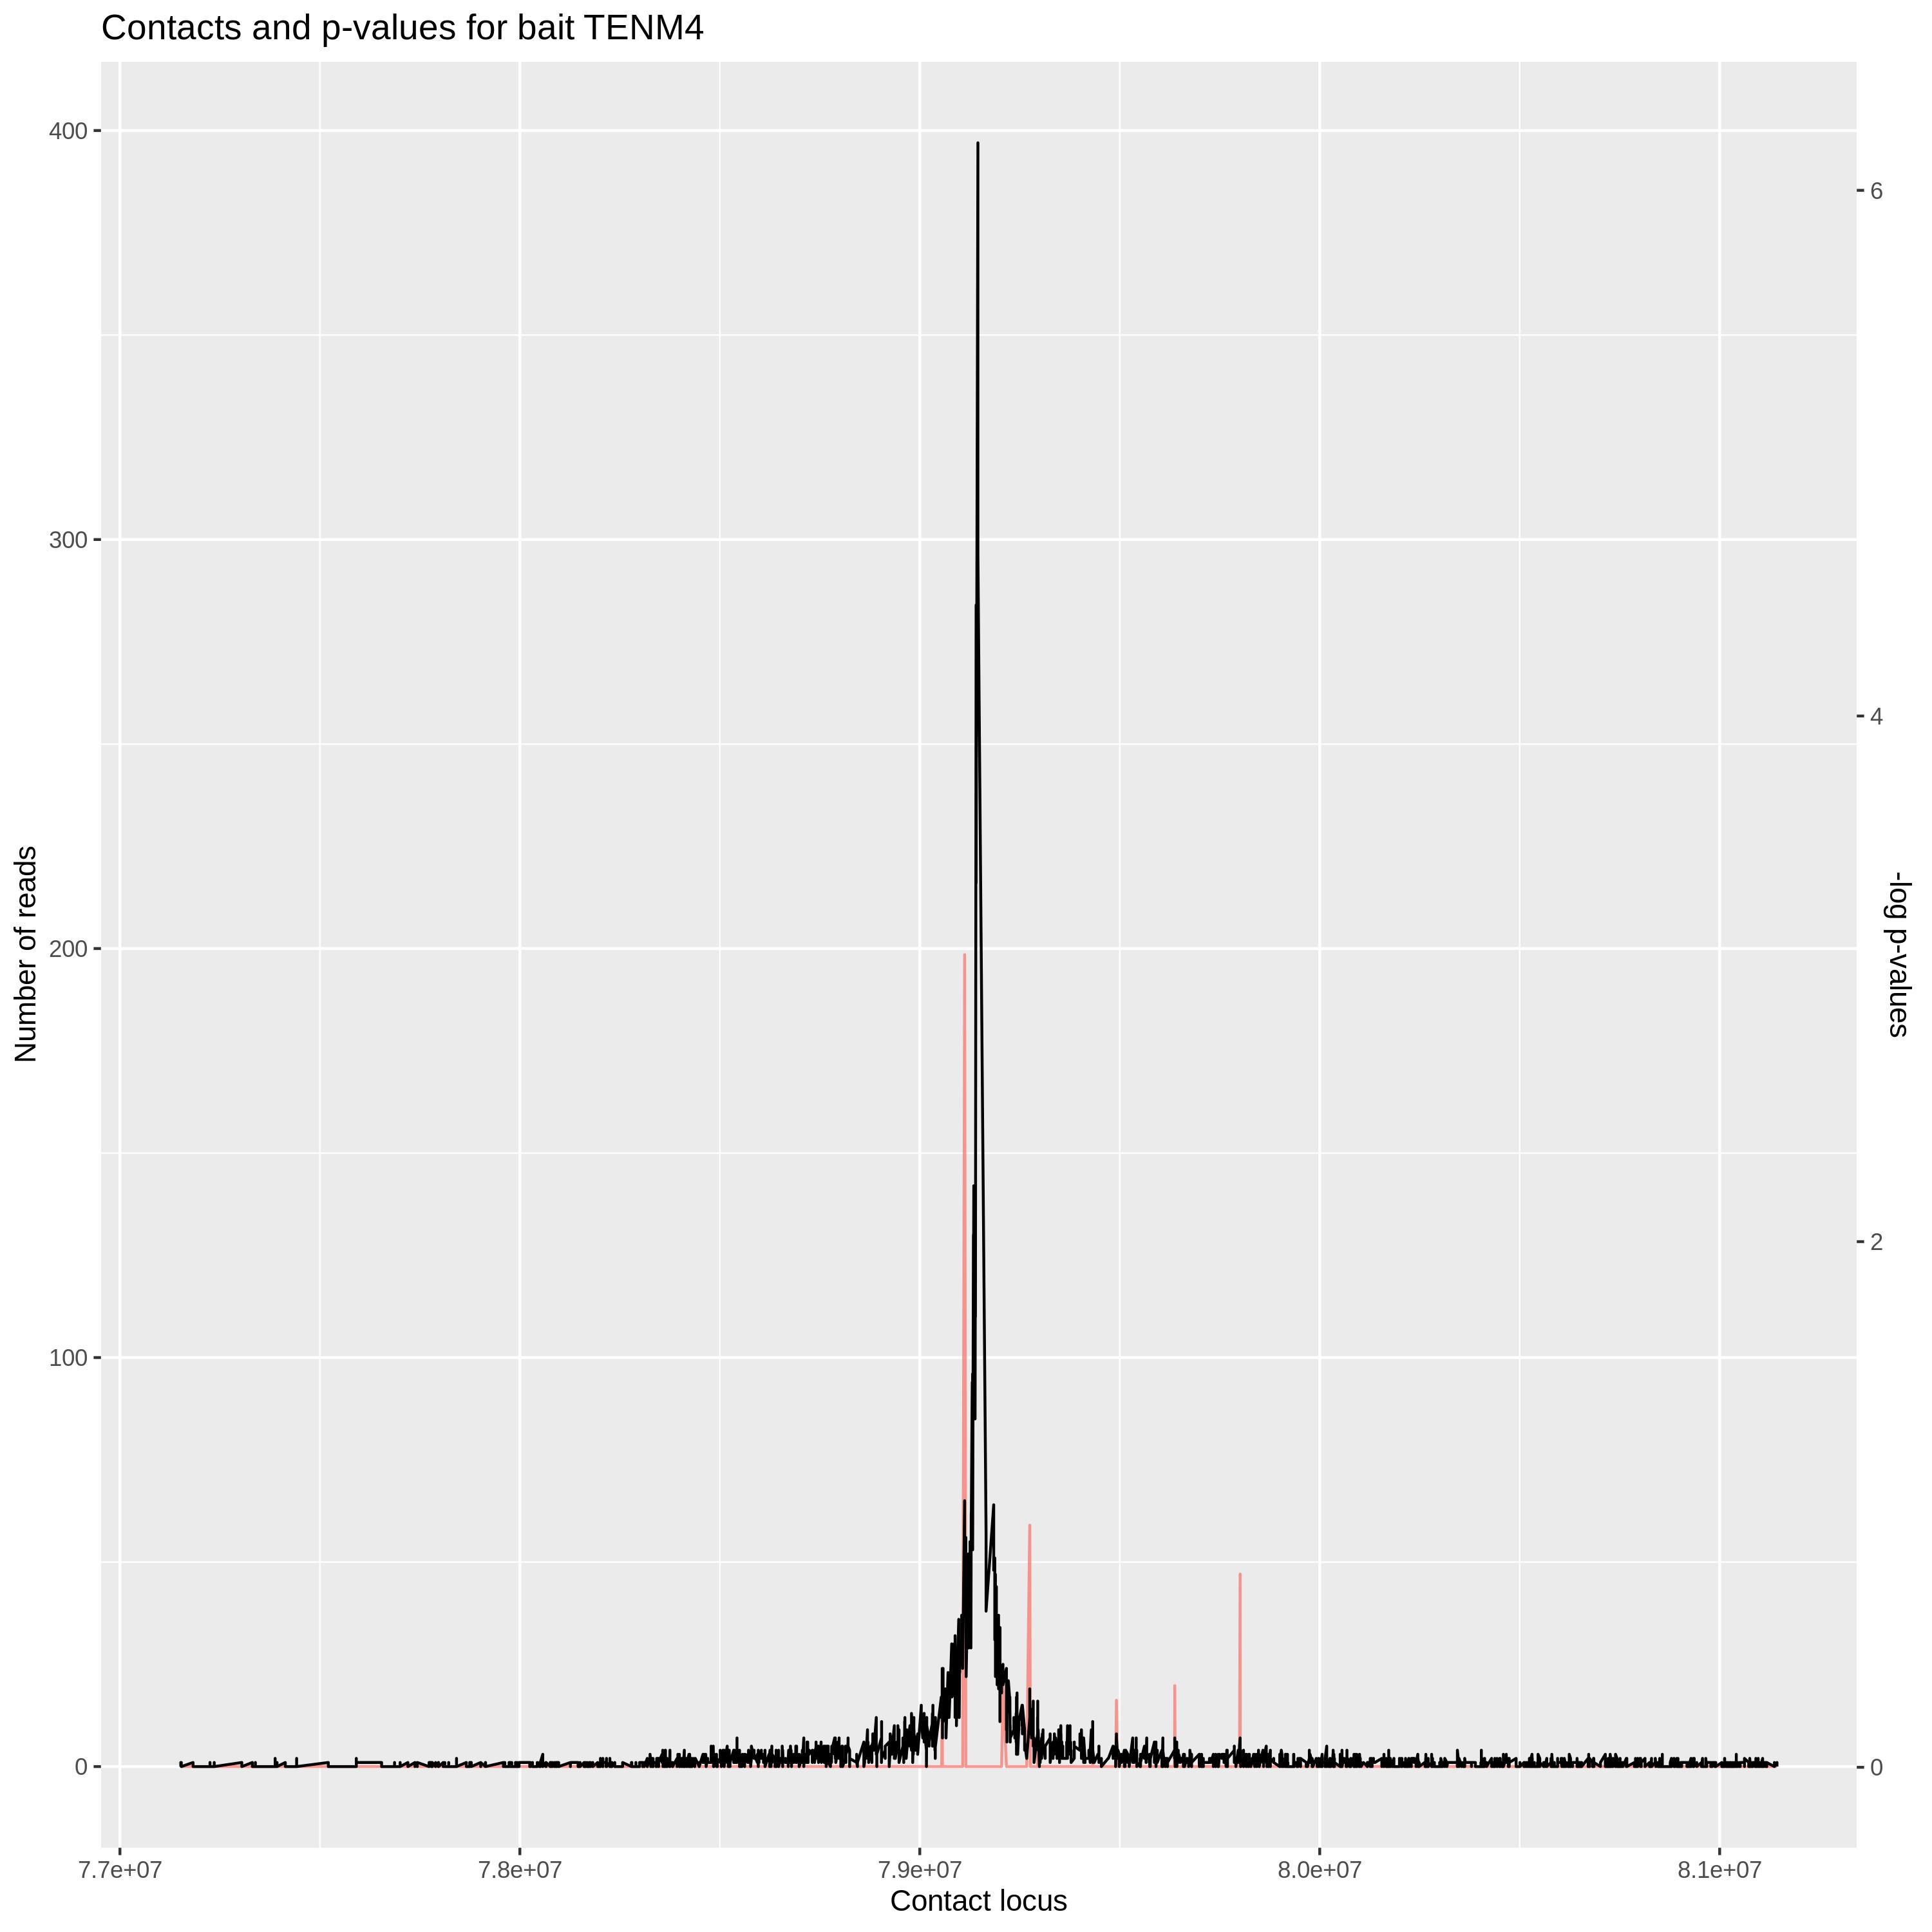 Contacts and p-values for bait TENM4
400
300
200
100
0
Number of reads
6
4
2
0
-log p-values
7.7e+07
7.8e+07
7.9e+07
8.0e+07
8.1e+07
Contact locus